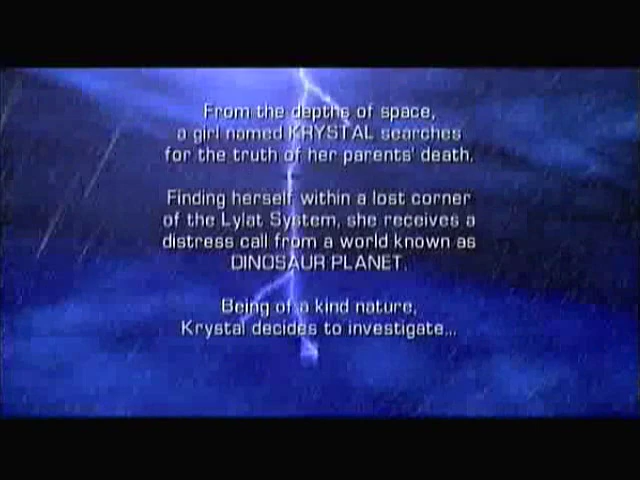 From the depths of space,
a girl named KRYSTAL searches
for the truth of her parents' death.
Finding herself within a lost corner
of the Lylat System, she receives a
distress call from a world known as
DINOSAUR PLANET.
Being of a kind nature,
Krystal decides to investigate...